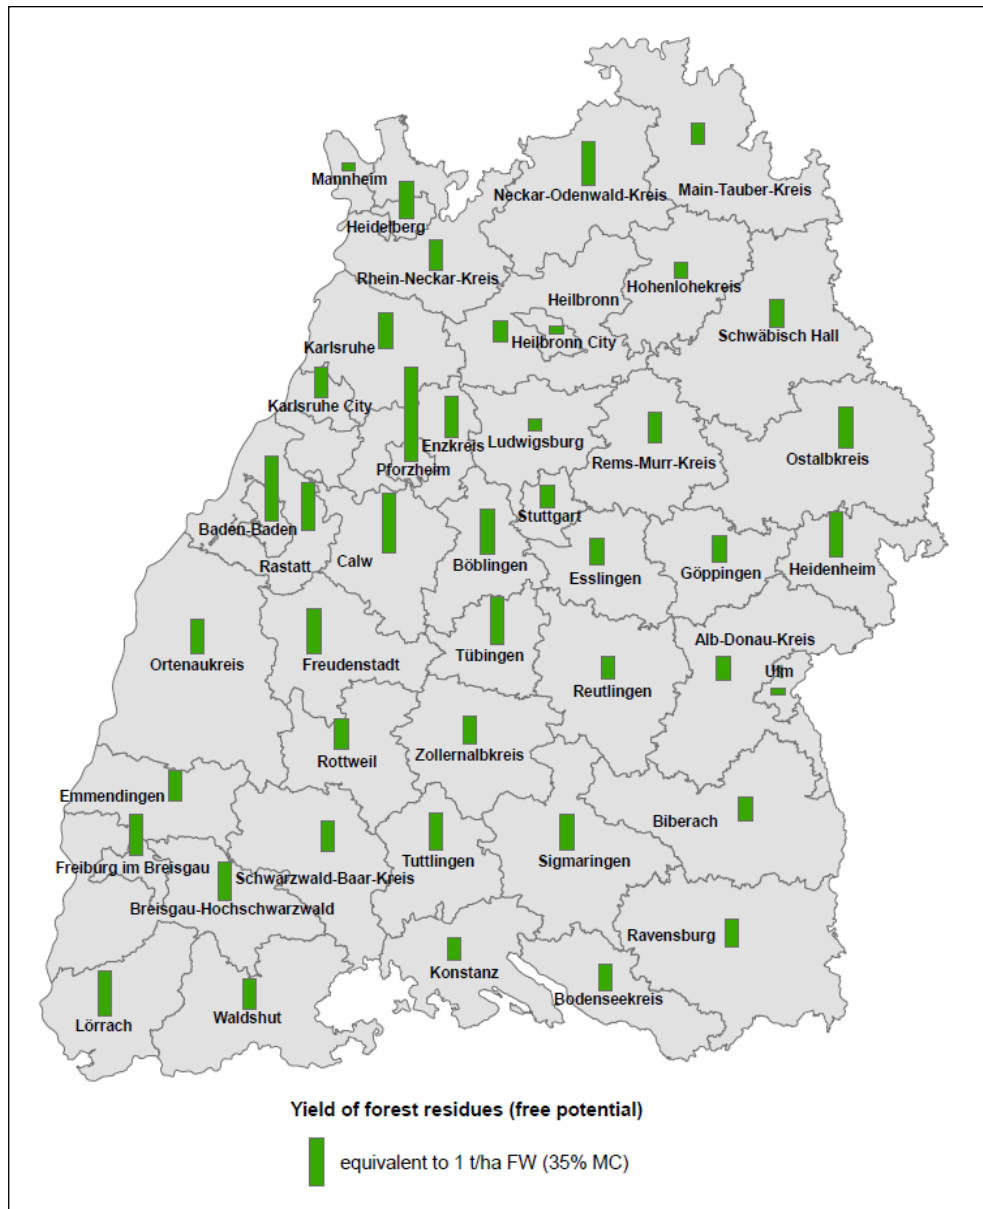 Mannheim
Neckar-Odenwald-Kreis
Main-Tauber-Kreis
Heidelberg
Rhein-Neckar-Kreis
Hohenlohekreis
Heilbronn
Schwäbisch Hall
Heilbronn City
Karlsruhe
Karlsruhe City
Enzkreis
Ludwigsburg
Rems-Murr-Kreis
Ostalbkreis
Pforzheim
Stuttgart
Baden-Baden
Rastatt
Calw
Böblingen
Esslingen
Göppingen
Heidenheim
Alb-Donau-Kreis
Ortenaukreis
Freudenstadt
Tübingen
Reutlingen
Ulm
Rottweil
Zollernalbkreis
Emmendingen
Biberach
Freiburg im Breisgau
Schwarzwald-Baar-Kreis
Tuttlingen
Sigmaringen
Breisgau-Hochschwarzwald
Ravensburg
Konstanz
Bodenseekreis
Lörrach
Waldshut
Yield of forest residues (free potential)
equivalent to 1 t/ha FW (35% MC)